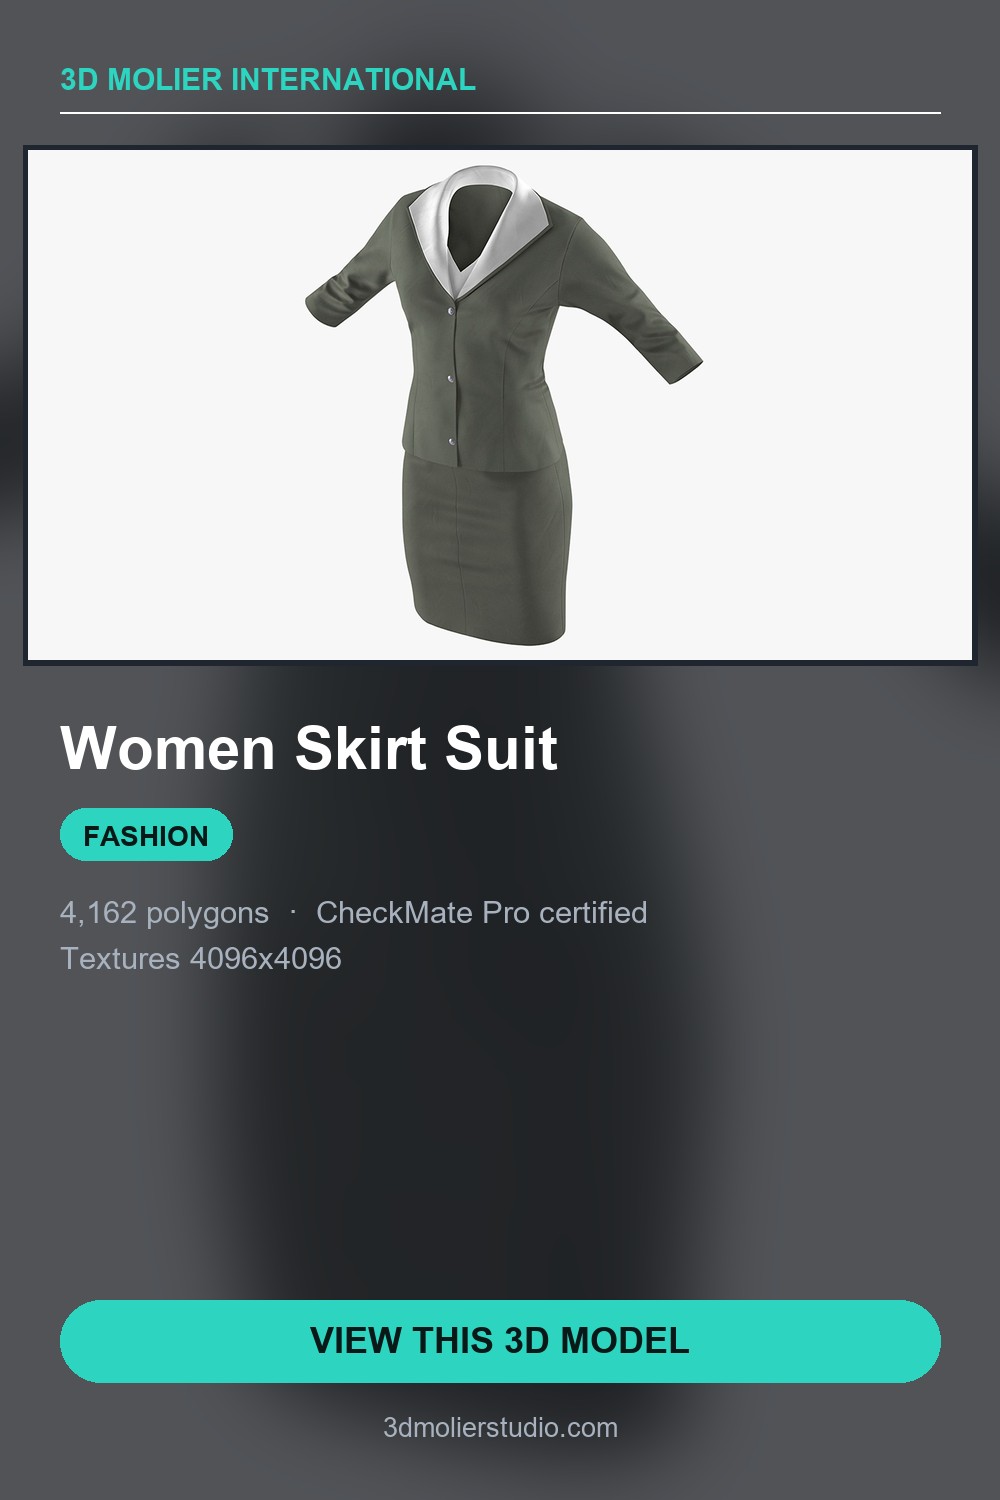 3D MOLIER INTERNATIONAL
Women Skirt Suit
FASHION
4,162 polygons · CheckMate Pro certified
Textures 4096x4096
VIEW THIS 3D MODEL
3dmolierstudio.com